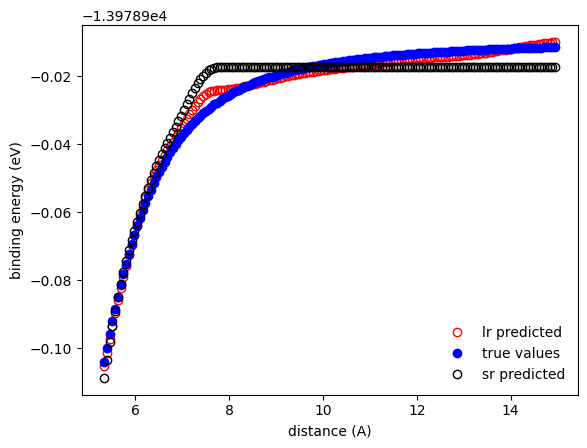 −1.39789e4
−0.02
−0.04
−0.06
−0.08
−0.10
binding energy (eV)
lr predicted
true values
sr predicted
6
8
10
12
14
distance (A)